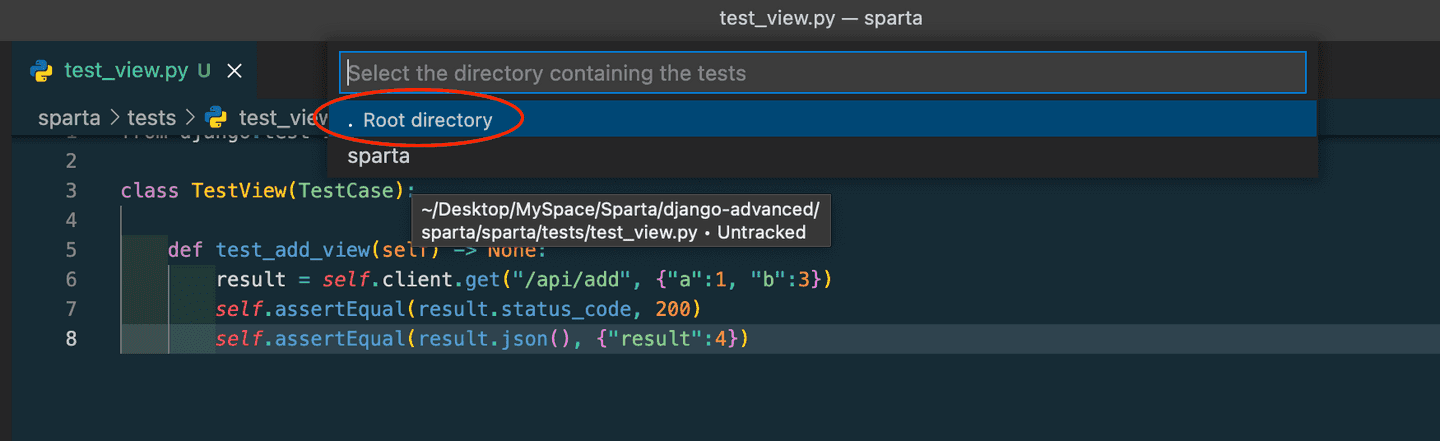 test_view.py — sparta
test_view.py U
Select the directory containing the tests
sparta > tests > test_view
. Root directory
sparta
1 from django.test
2
3 class TestView(TestCase):
~/Desktop/MySpace/Sparta/django-advanced/
sparta/sparta/tests/test_view.py • Untracked
4
5 def test_add_view(self) -> None:
6 result = self.client.get("/api/add", {"a":1, "b":3})
7 self.assertEqual(result.status_code, 200)
8 self.assertEqual(result.json(), {"result":4})